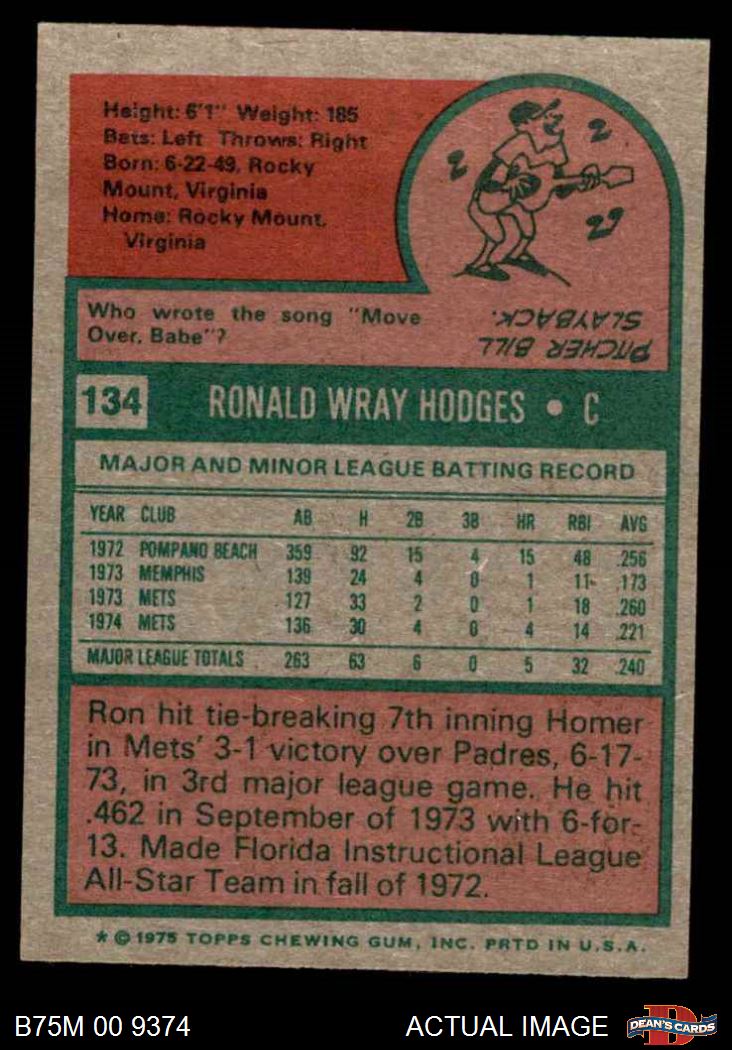 Height: 6'1" Weight: 185
Bats: Left Throws: Right
Born: 6-22-49, Rocky
Mount, Virginia
Home: Rocky Mount,
Virginia
Z
Z
ZZ
Who wrote the song "Move
Over, Babe"?
PITCHER BILL
SLAYBACK.
134 RONALD WRAY HODGES • C
MAJOR AND MINOR LEAGUE BATTING RECORD
YEAR CLUB AB H 2B 3B HR RBI AVG
1972 POMPANO BEACH 359 92 15 4 15 48 .256
1973 MEMPHIS 139 24 4 0 1 11 .173
1973 METS 127 33 2 0 1 18 .260
1974 METS 136 30 4 0 4 14 .221
MAJOR LEAGUE TOTALS 263 63 6 0 5 32 .240
Ron hit tie-breaking 7th inning Homer
in Mets' 3-1 victory over Padres, 6-17-
73, in 3rd major league game. He hit
.462 in September of 1973 with 6-for-
13. Made Florida Instructional League
All-Star Team in fall of 1972.
* © 1975 TOPPS CHEWING GUM, INC. PRTD IN U.S.A.
B75M 00 9374 ACTUAL IMAGE D DEAN'S CARDS